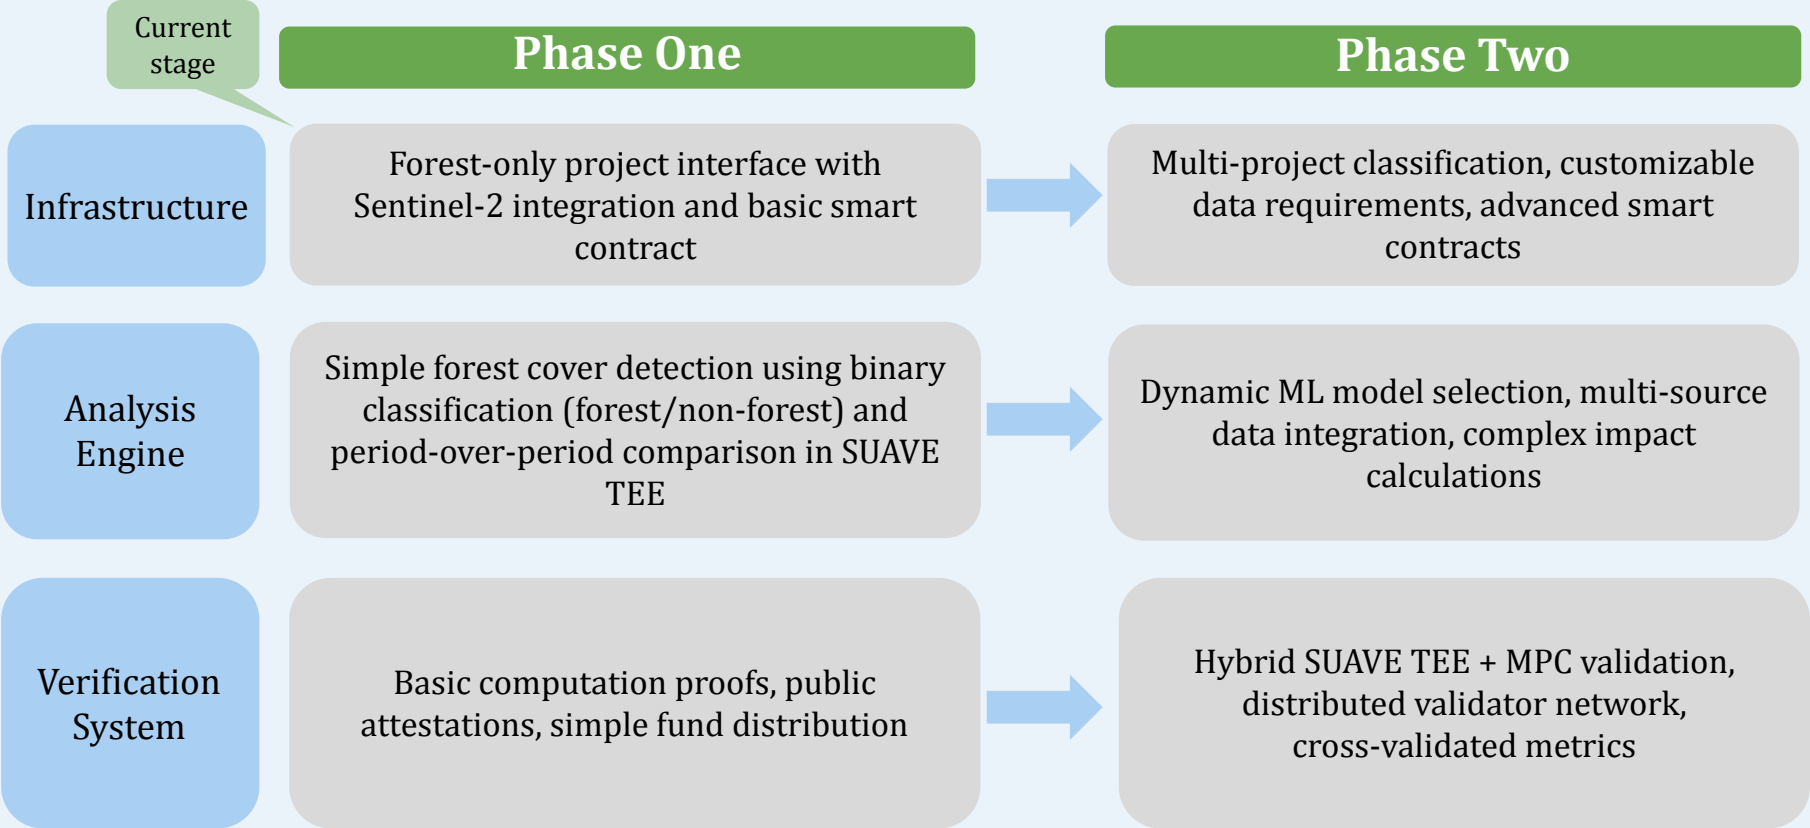 Current
stage
Phase One
Phase Two
Infrastructure
Forest-only project interface with
Sentinel-2 integration and basic smart
contract
Multi-project classification, customizable
data requirements, advanced smart
contracts
Analysis
Engine
Simple forest cover detection using binary
classification (forest/non-forest) and
period-over-period comparison in SUAVE
TEE
Dynamic ML model selection, multi-source
data integration, complex impact
calculations
Verification
System
Basic computation proofs, public
attestations, simple fund distribution
Hybrid SUAVE TEE + MPC validation,
distributed validator network,
cross-validated metrics